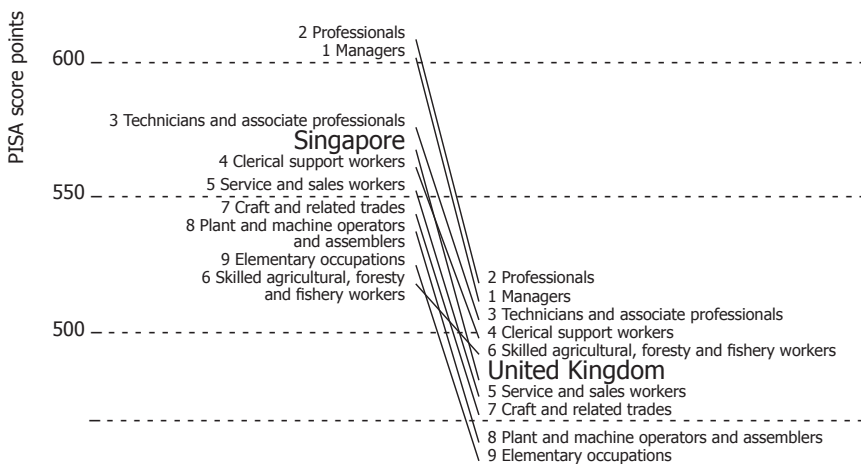 PISA score points
600
550
500
2 Professionals
1 Managers
3 Technicians and associate professionals
Singapore
4 Clerical support workers
5 Service and sales workers
7 Craft and related trades
8 Plant and machine operators
and assemblers
9 Elementary occupations
6 Skilled agricultural, foresty
and fishery workers
2 Professionals
1 Managers
3 Technicians and associate professionals
4 Clerical support workers
6 Skilled agricultural, foresty and fishery workers
United Kingdom
5 Service and sales workers
7 Craft and related trades
8 Plant and machine operators and assemblers
9 Elementary occupations